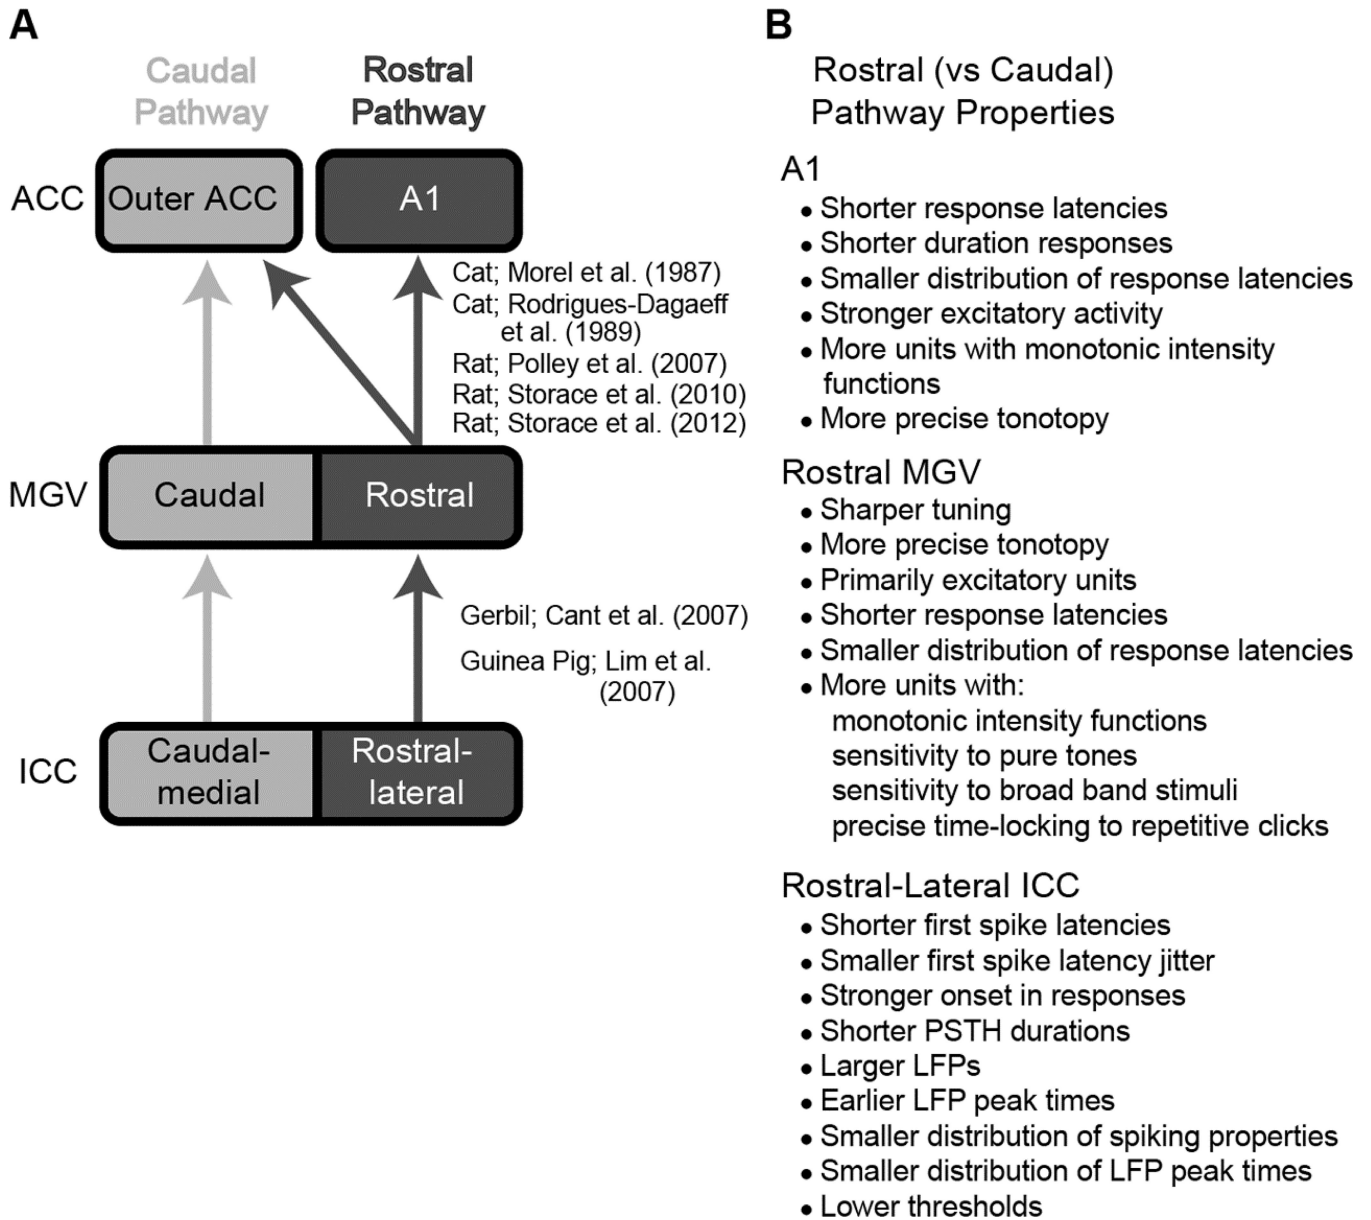 A
Caudal
Pathway
Rostral
Pathway
ACC
Outer ACC
A1
Cat; Morel et al. (1987)
Cat; Rodrigues-Dagaeff
et al. (1989)
Rat; Polley et al. (2007)
Rat; Storace et al. (2010)
Rat; Storace et al. (2012)
MGV
Caudal
Rostral
Gerbil; Cant et al. (2007)
Guinea Pig; Lim et al.
(2007)
ICC
Caudal-
medial
Rostral-
lateral
B
Rostral (vs Caudal)
Pathway Properties
A1
• Shorter response latencies
• Shorter duration responses
• Smaller distribution of response latencies
• Stronger excitatory activity
• More units with monotonic intensity
functions
• More precise tonotopy
Rostral MGV
• Sharper tuning
• More precise tonotopy
• Primarily excitatory units
• Shorter response latencies
• Smaller distribution of response latencies
• More units with:
monotonic intensity functions
sensitivity to pure tones
sensitivity to broad band stimuli
precise time-locking to repetitive clicks
Rostral-Lateral ICC
• Shorter first spike latencies
• Smaller first spike latency jitter
• Stronger onset in responses
• Shorter PSTH durations
• Larger LFPs
• Earlier LFP peak times
• Smaller distribution of spiking properties
• Smaller distribution of LFP peak times
• Lower thresholds